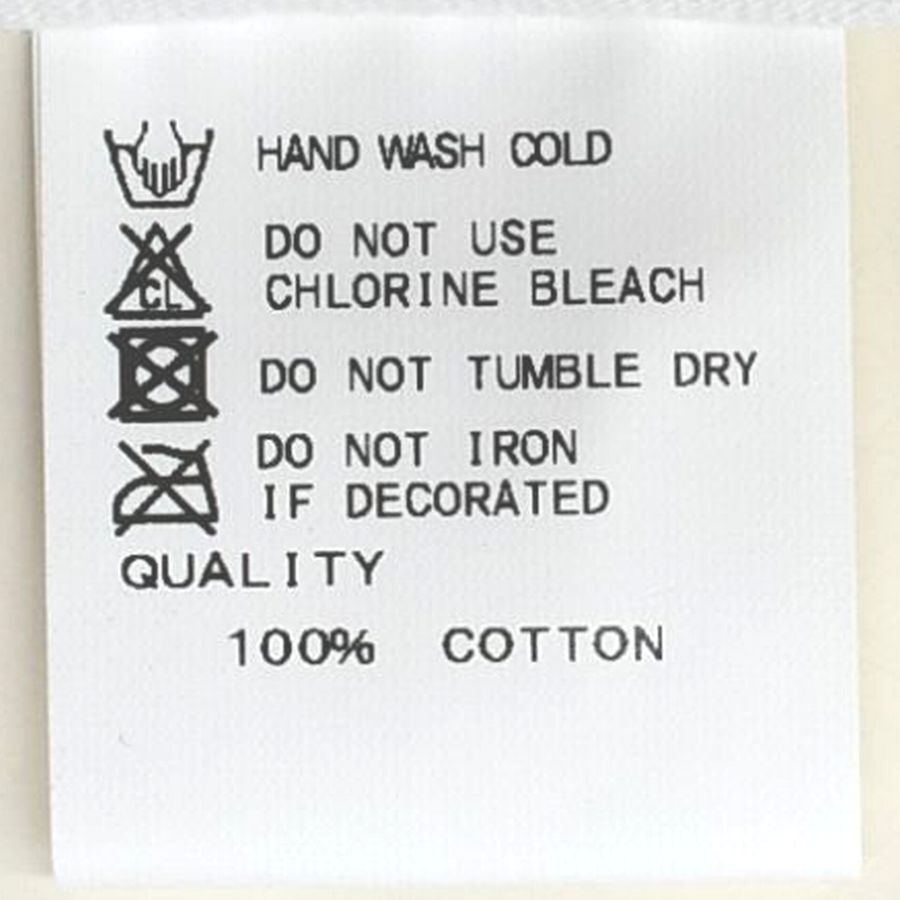 HAND WASH COLD
CL
DO NOT USE
CHLORINE BLEACH
DO NOT TUMBLE DRY
DO NOT IRON
IF DECORATED
QUALITY
100% COTTON